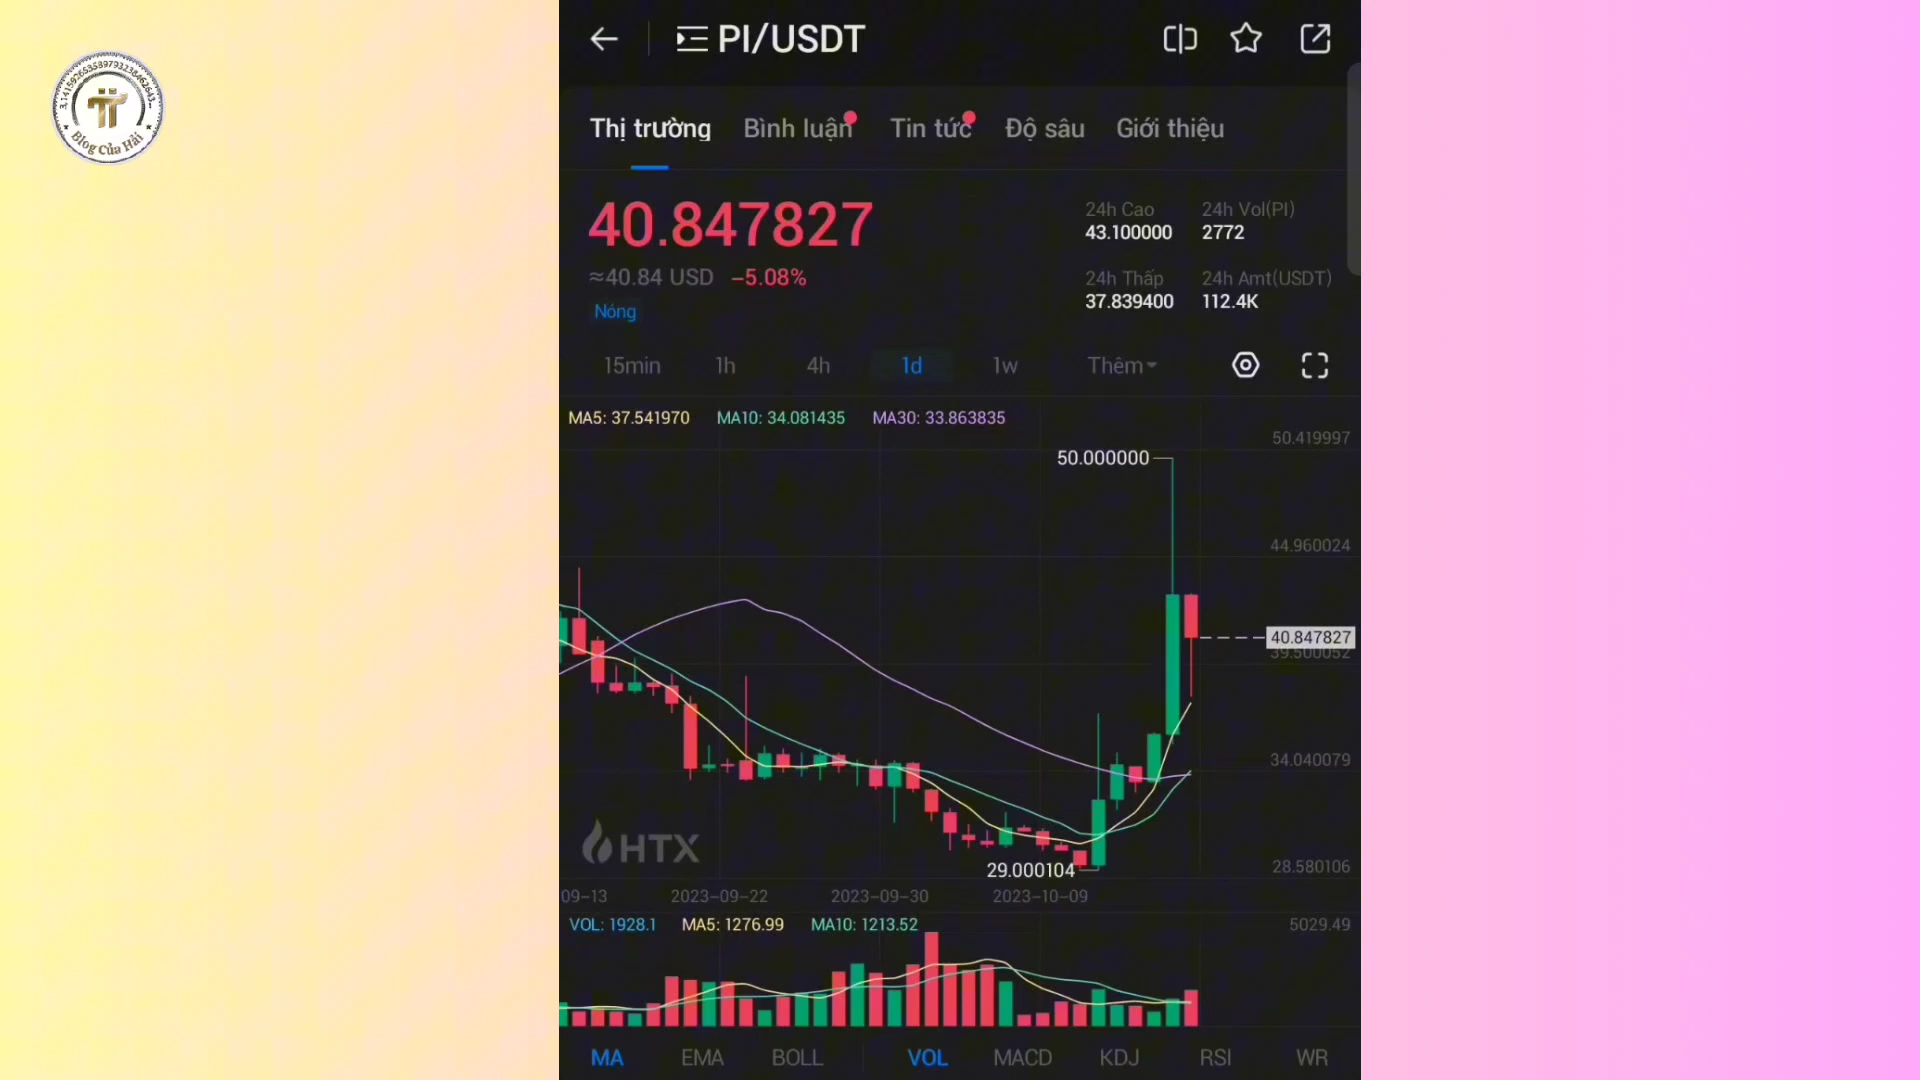 3.14159265358979323846264 3..
Blog Của Hải
PI/USDT
Thị trường Bình luận Tin tức Độ sâu Giới thiệu
40.847827
≈40.84 USD −5.08%
Nóng
24h Cao 24h Vol(PI)
43.100000 2772
24h Thấp 24h Amt(USDT)
37.839400 112.4K
15min 1h 4h 1d 1w Thêm
MA5: 37.541970 MA10: 34.081435 MA30: 33.863835
50.419997
50.000000
44.960024
40.847827
39.500052
34.040079
HTX
29.000104
28.580106
09-13 2023-09-22 2023-09-30 2023-10-09
VOL: 1928.1 MA5: 1276.99 MA10: 1213.52 5029.49
MA EMA BOLL VOL MACD KDJ RSI WR